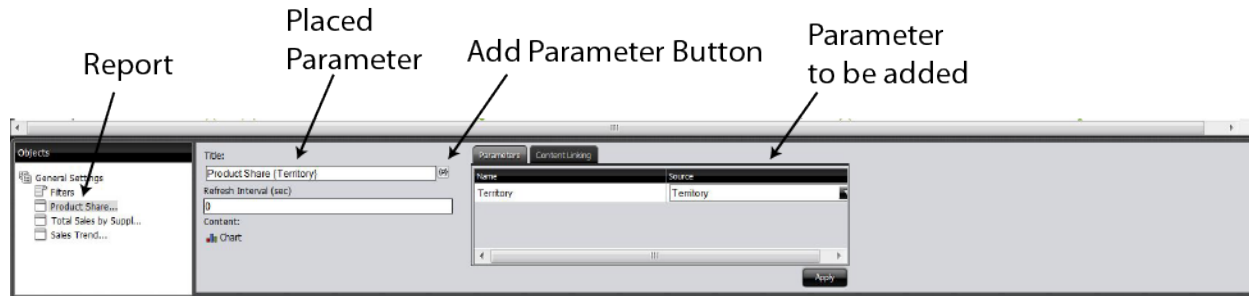 Report
Placed
Parameter
Add Parameter Button
Parameter
to be added
Objects
General Settings
Filters
Product Share...
Total Sales by Suppl...
Sales Trend...
Title:
Product Share {Territory}
Refresh Interval (sec)
0
Content:
Chart
Parameters
Content Linking
Name
Source
Territory
Territory
Apply